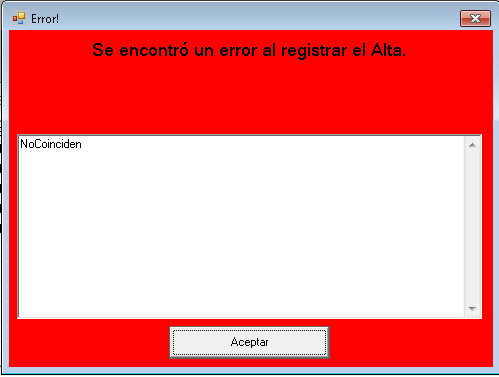 Error!
Se encontró un error al registrar el Alta.
NoCoinciden
Aceptar